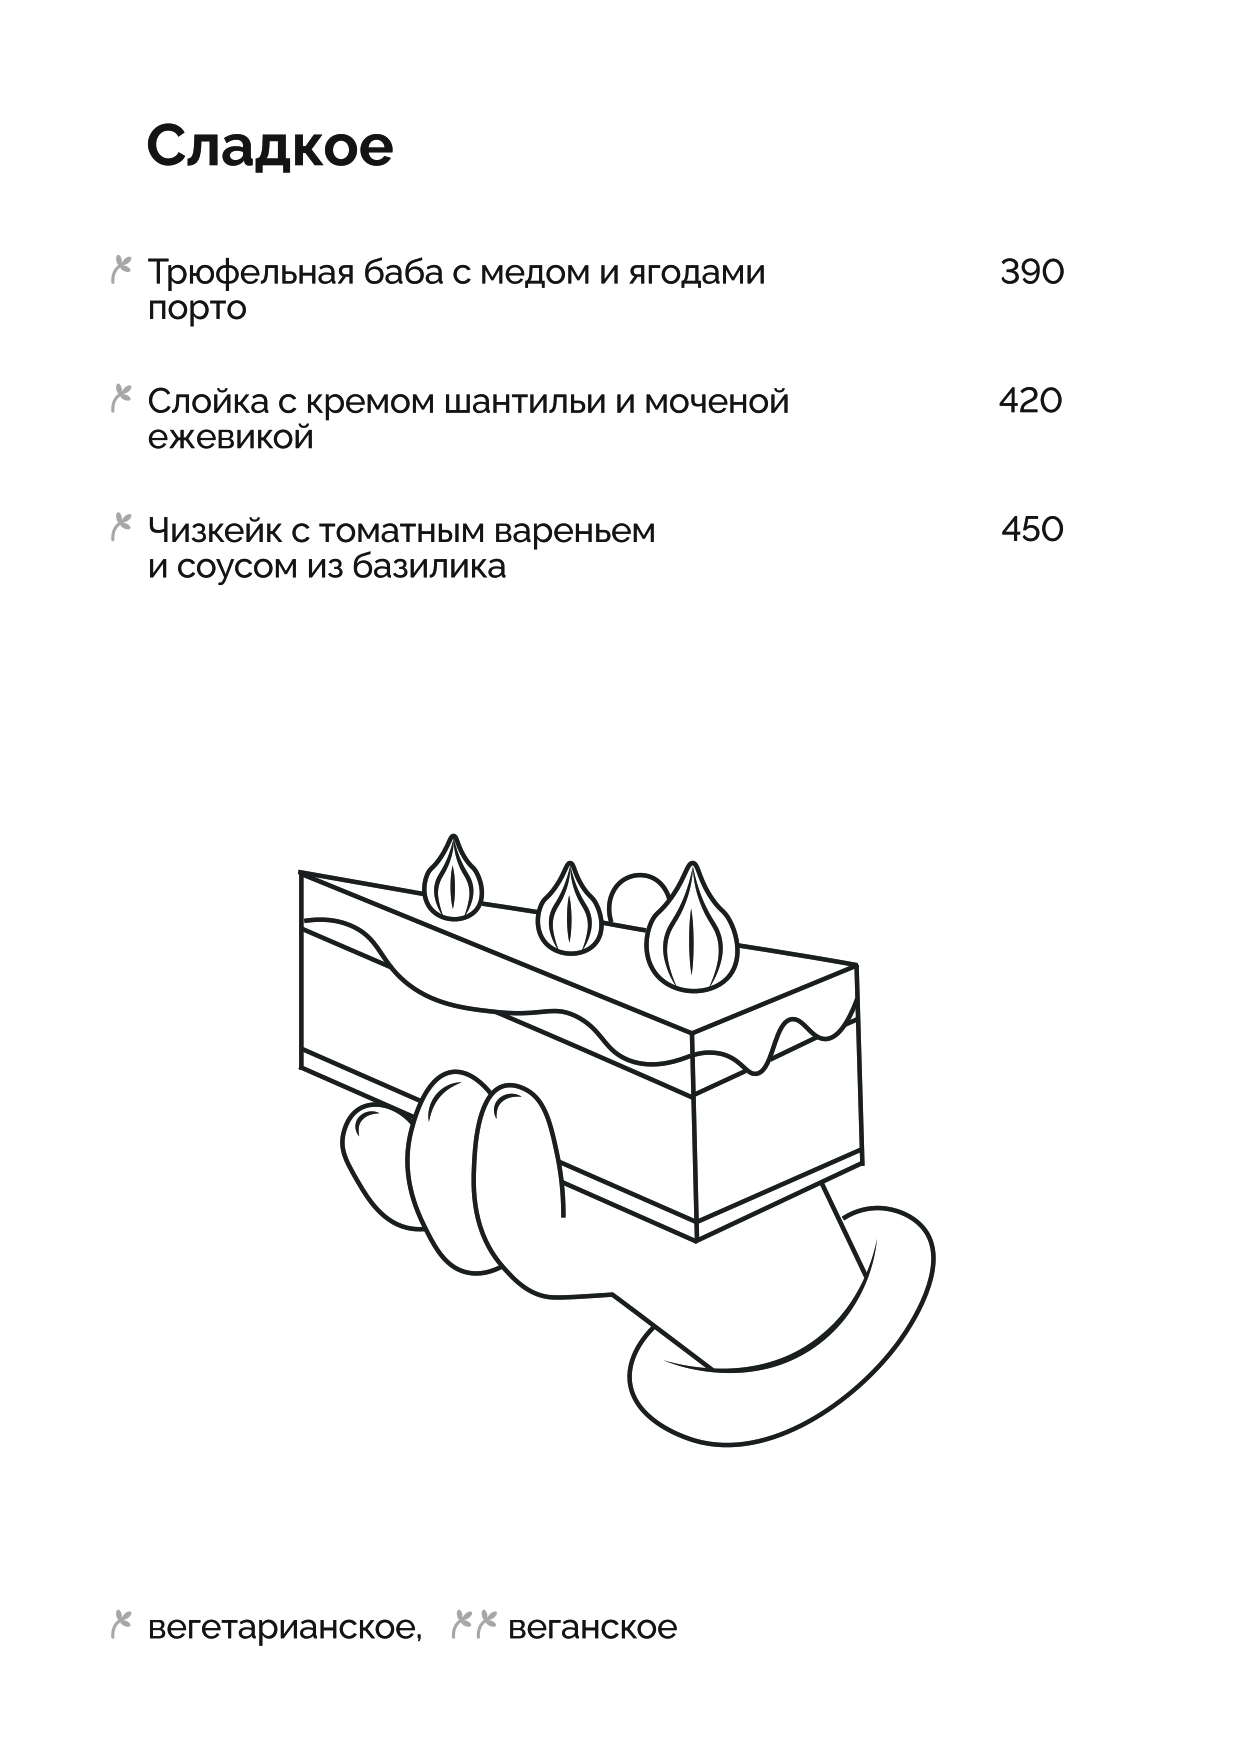 Сладкое
Трюфельная баба с медом и ягодами 390
порто
Слойка с кремом шантильи и моченой 420
ежевикой
Чизкейк с томатным вареньем 450
и соусом из базилика
вегетарианское, веганское